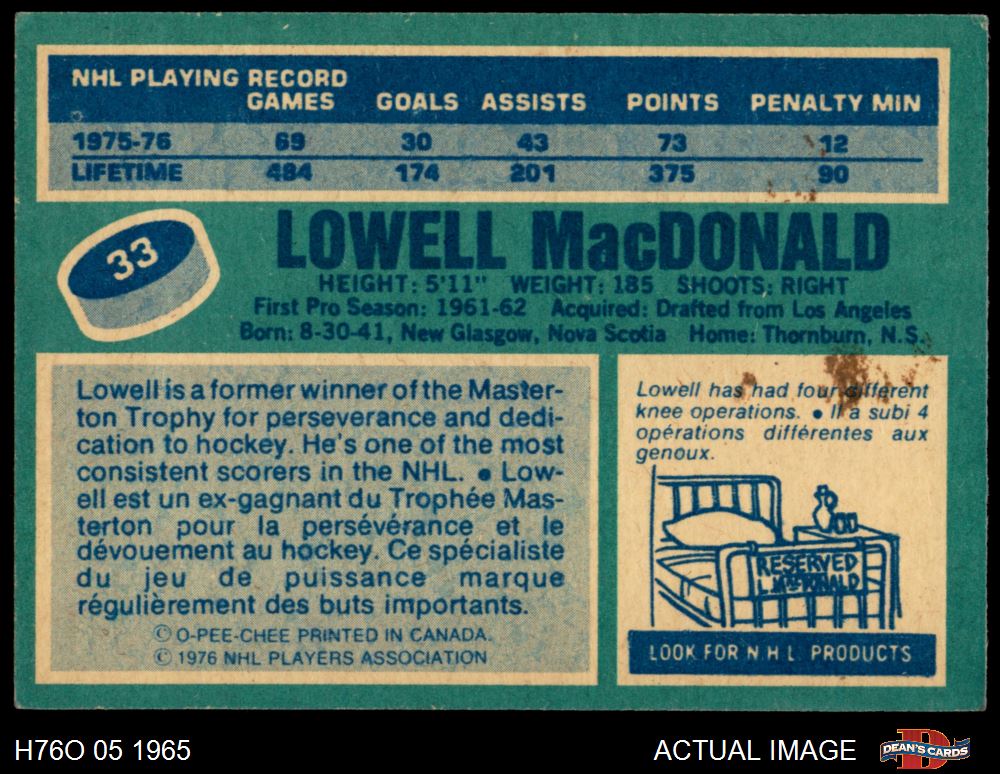 NHL PLAYING RECORD
GAMES GOALS ASSISTS POINTS PENALTY MIN
1975-76 69 30 43 73 12
LIFETIME 484 174 201 375 90
33
LOWELL MacDONALD
HEIGHT: 5'11" WEIGHT: 185 SHOOTS: RIGHT
First Pro Season: 1961-62 Acquired: Drafted from Los Angeles
Born: 8-30-41, New Glasgow, Nova Scotia Home: Thornburn, N.S.
Lowell is a former winner of the Master-
ton Trophy for perseverance and dedi-
cation to hockey. He's one of the most
consistent scorers in the NHL. ● Low-
ell est un ex-gagnant du Trophée Mas-
terton pour la persévérance et le
dévouement au hockey. Ce spécialiste
du jeu de puissance marque
régulièrement des buts importants.
© O-PEE-CHEE PRINTED IN CANADA.
© 1976 NHL PLAYERS ASSOCIATION
Lowell has had four different
knee operations. ● Il a subi 4
opérations différentes aux
genoux.
RESERVED
L. MacDONALD
LOOK FOR N.H.L. PRODUCTS
H76O 05 1965
ACTUAL IMAGE
DEAN'S CARDS